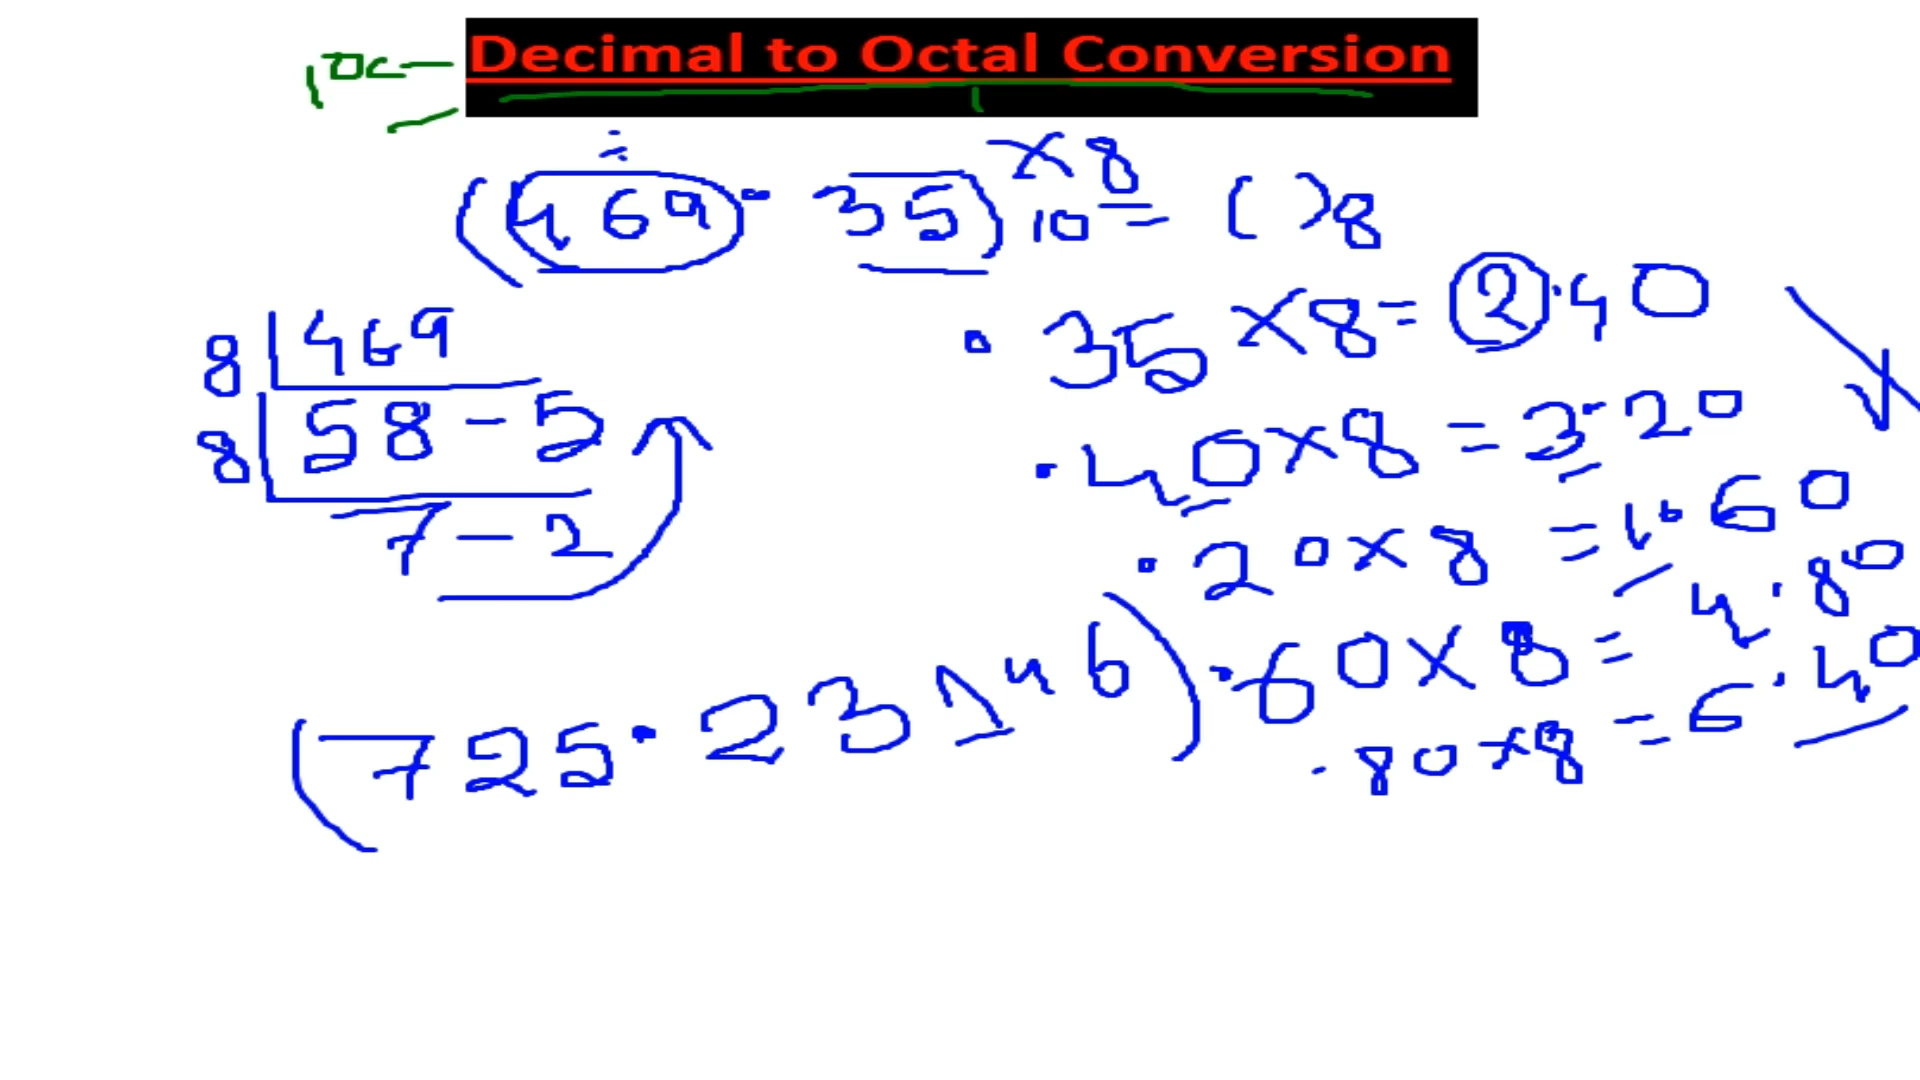 Decimal to Octal Conversion
÷ × 8
(469.35)10 = ( )8
8 469
8 58 - 5
7 - 2
.35 × 8 = 2.40
.40 × 8 = 3.20
.20 × 8 = 1.60
.60 × 8 = 4.80
.80 × 8 = 6.40
(725.23146)